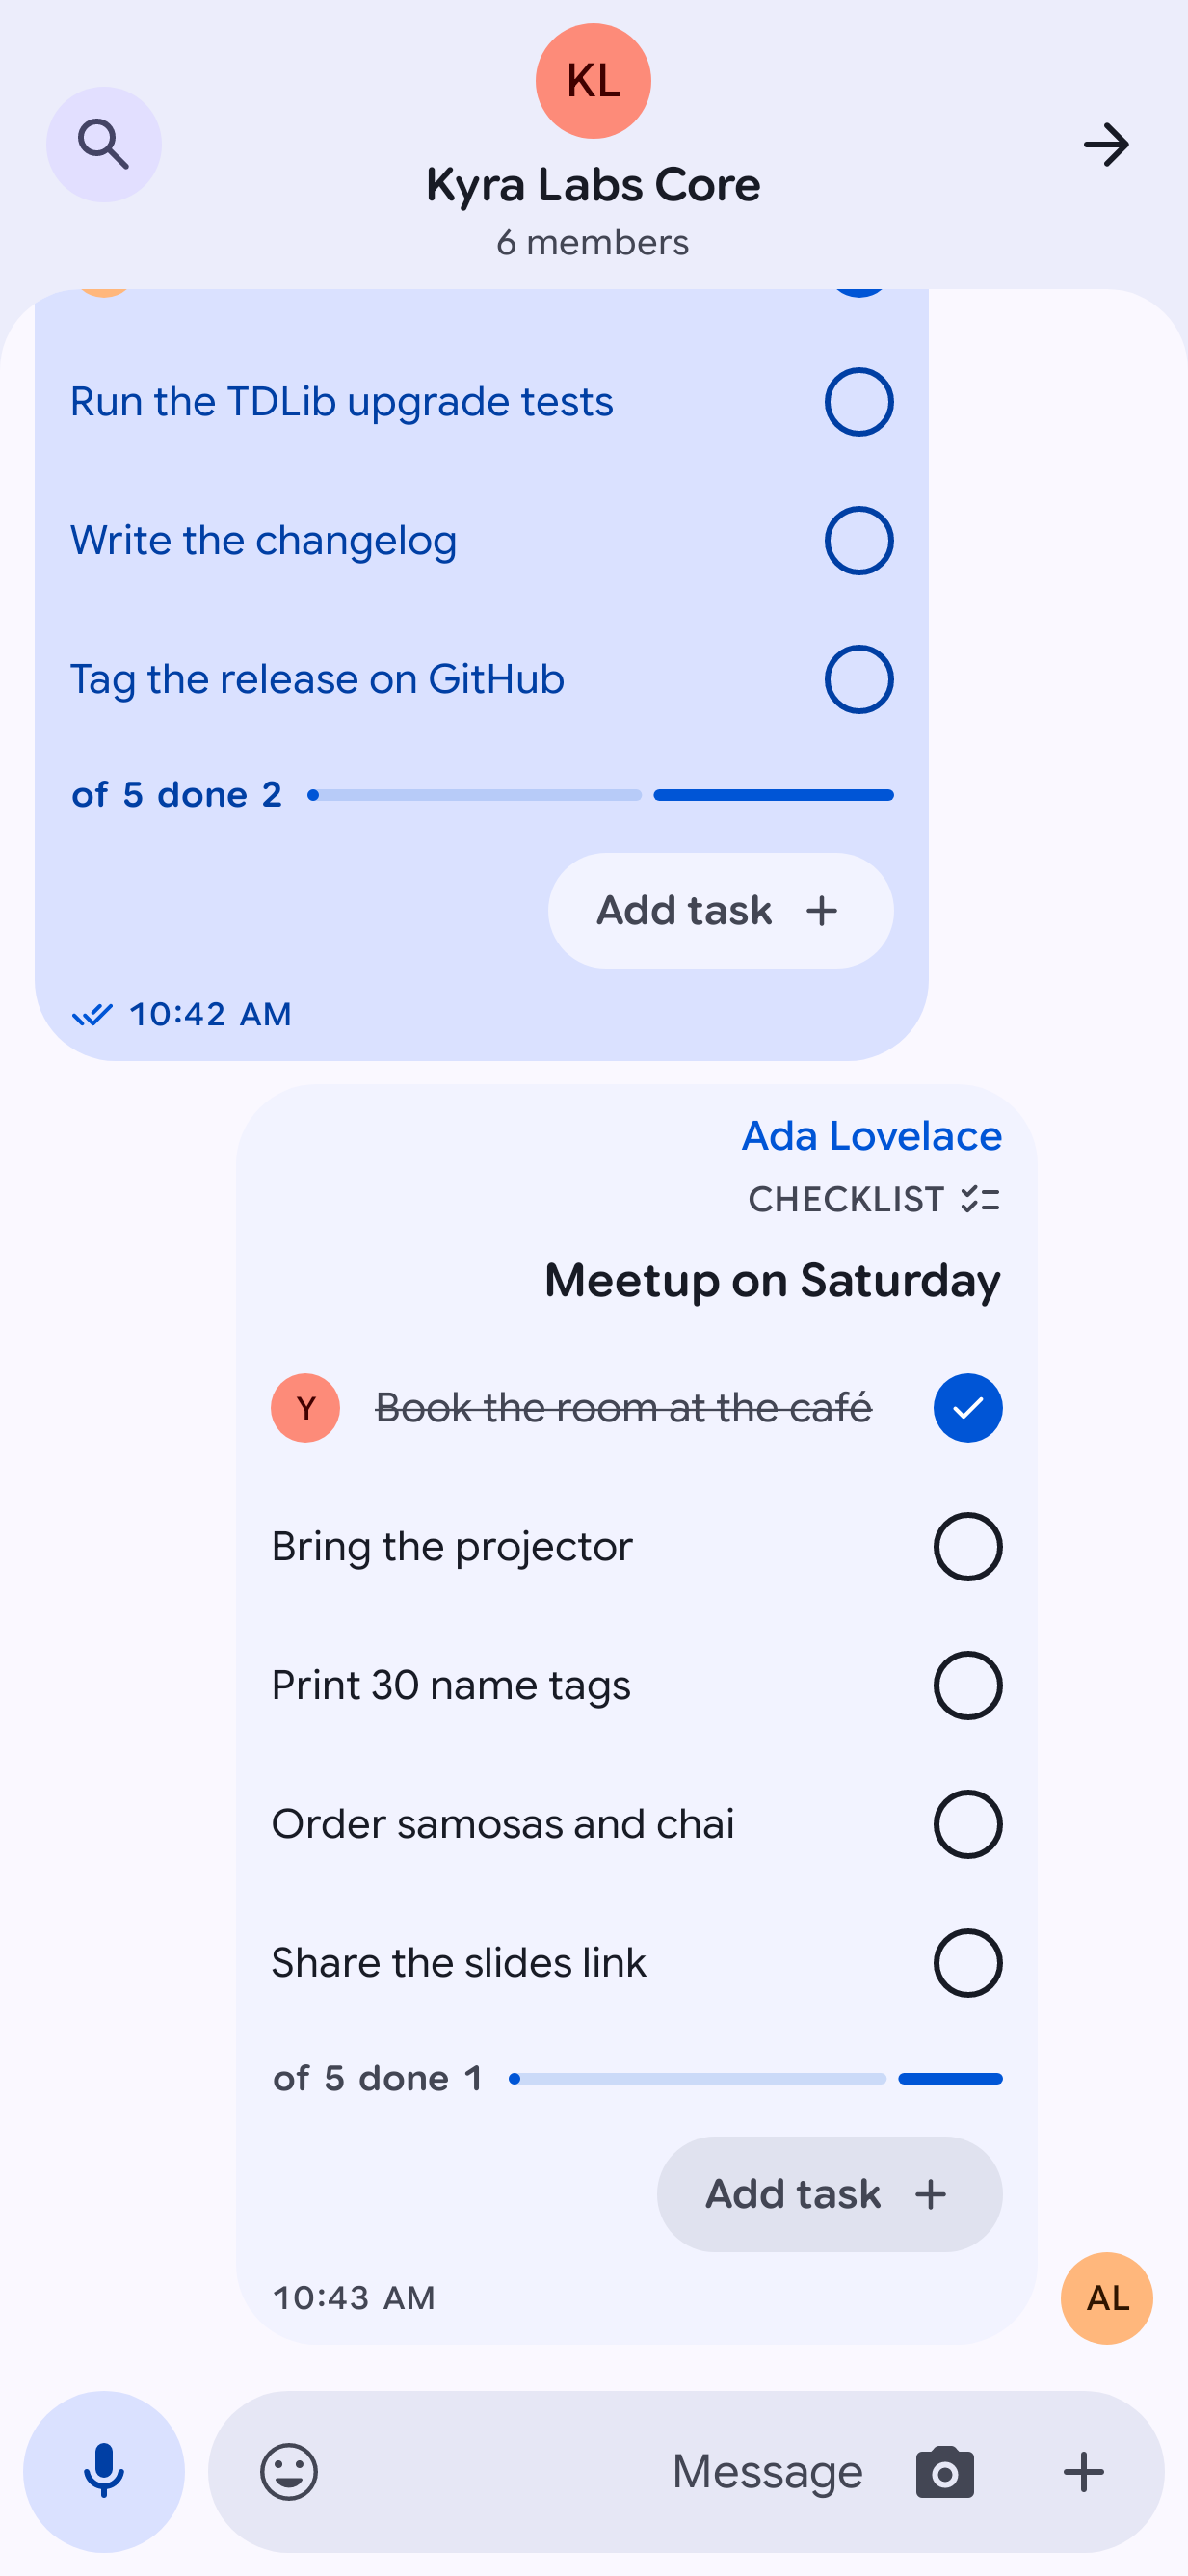 KL
Kyra Labs Core
6 members
Run the TDLib upgrade tests
Write the changelog
Tag the release on GitHub
of 5 done 2
Add task
10:42 AM
Ada Lovelace
CHECKLIST
Meetup on Saturday
Y Book the room at the café
Bring the projector
Print 30 name tags
Order samosas and chai
Share the slides link
of 5 done 1
Add task
10:43 AM
AL
Message